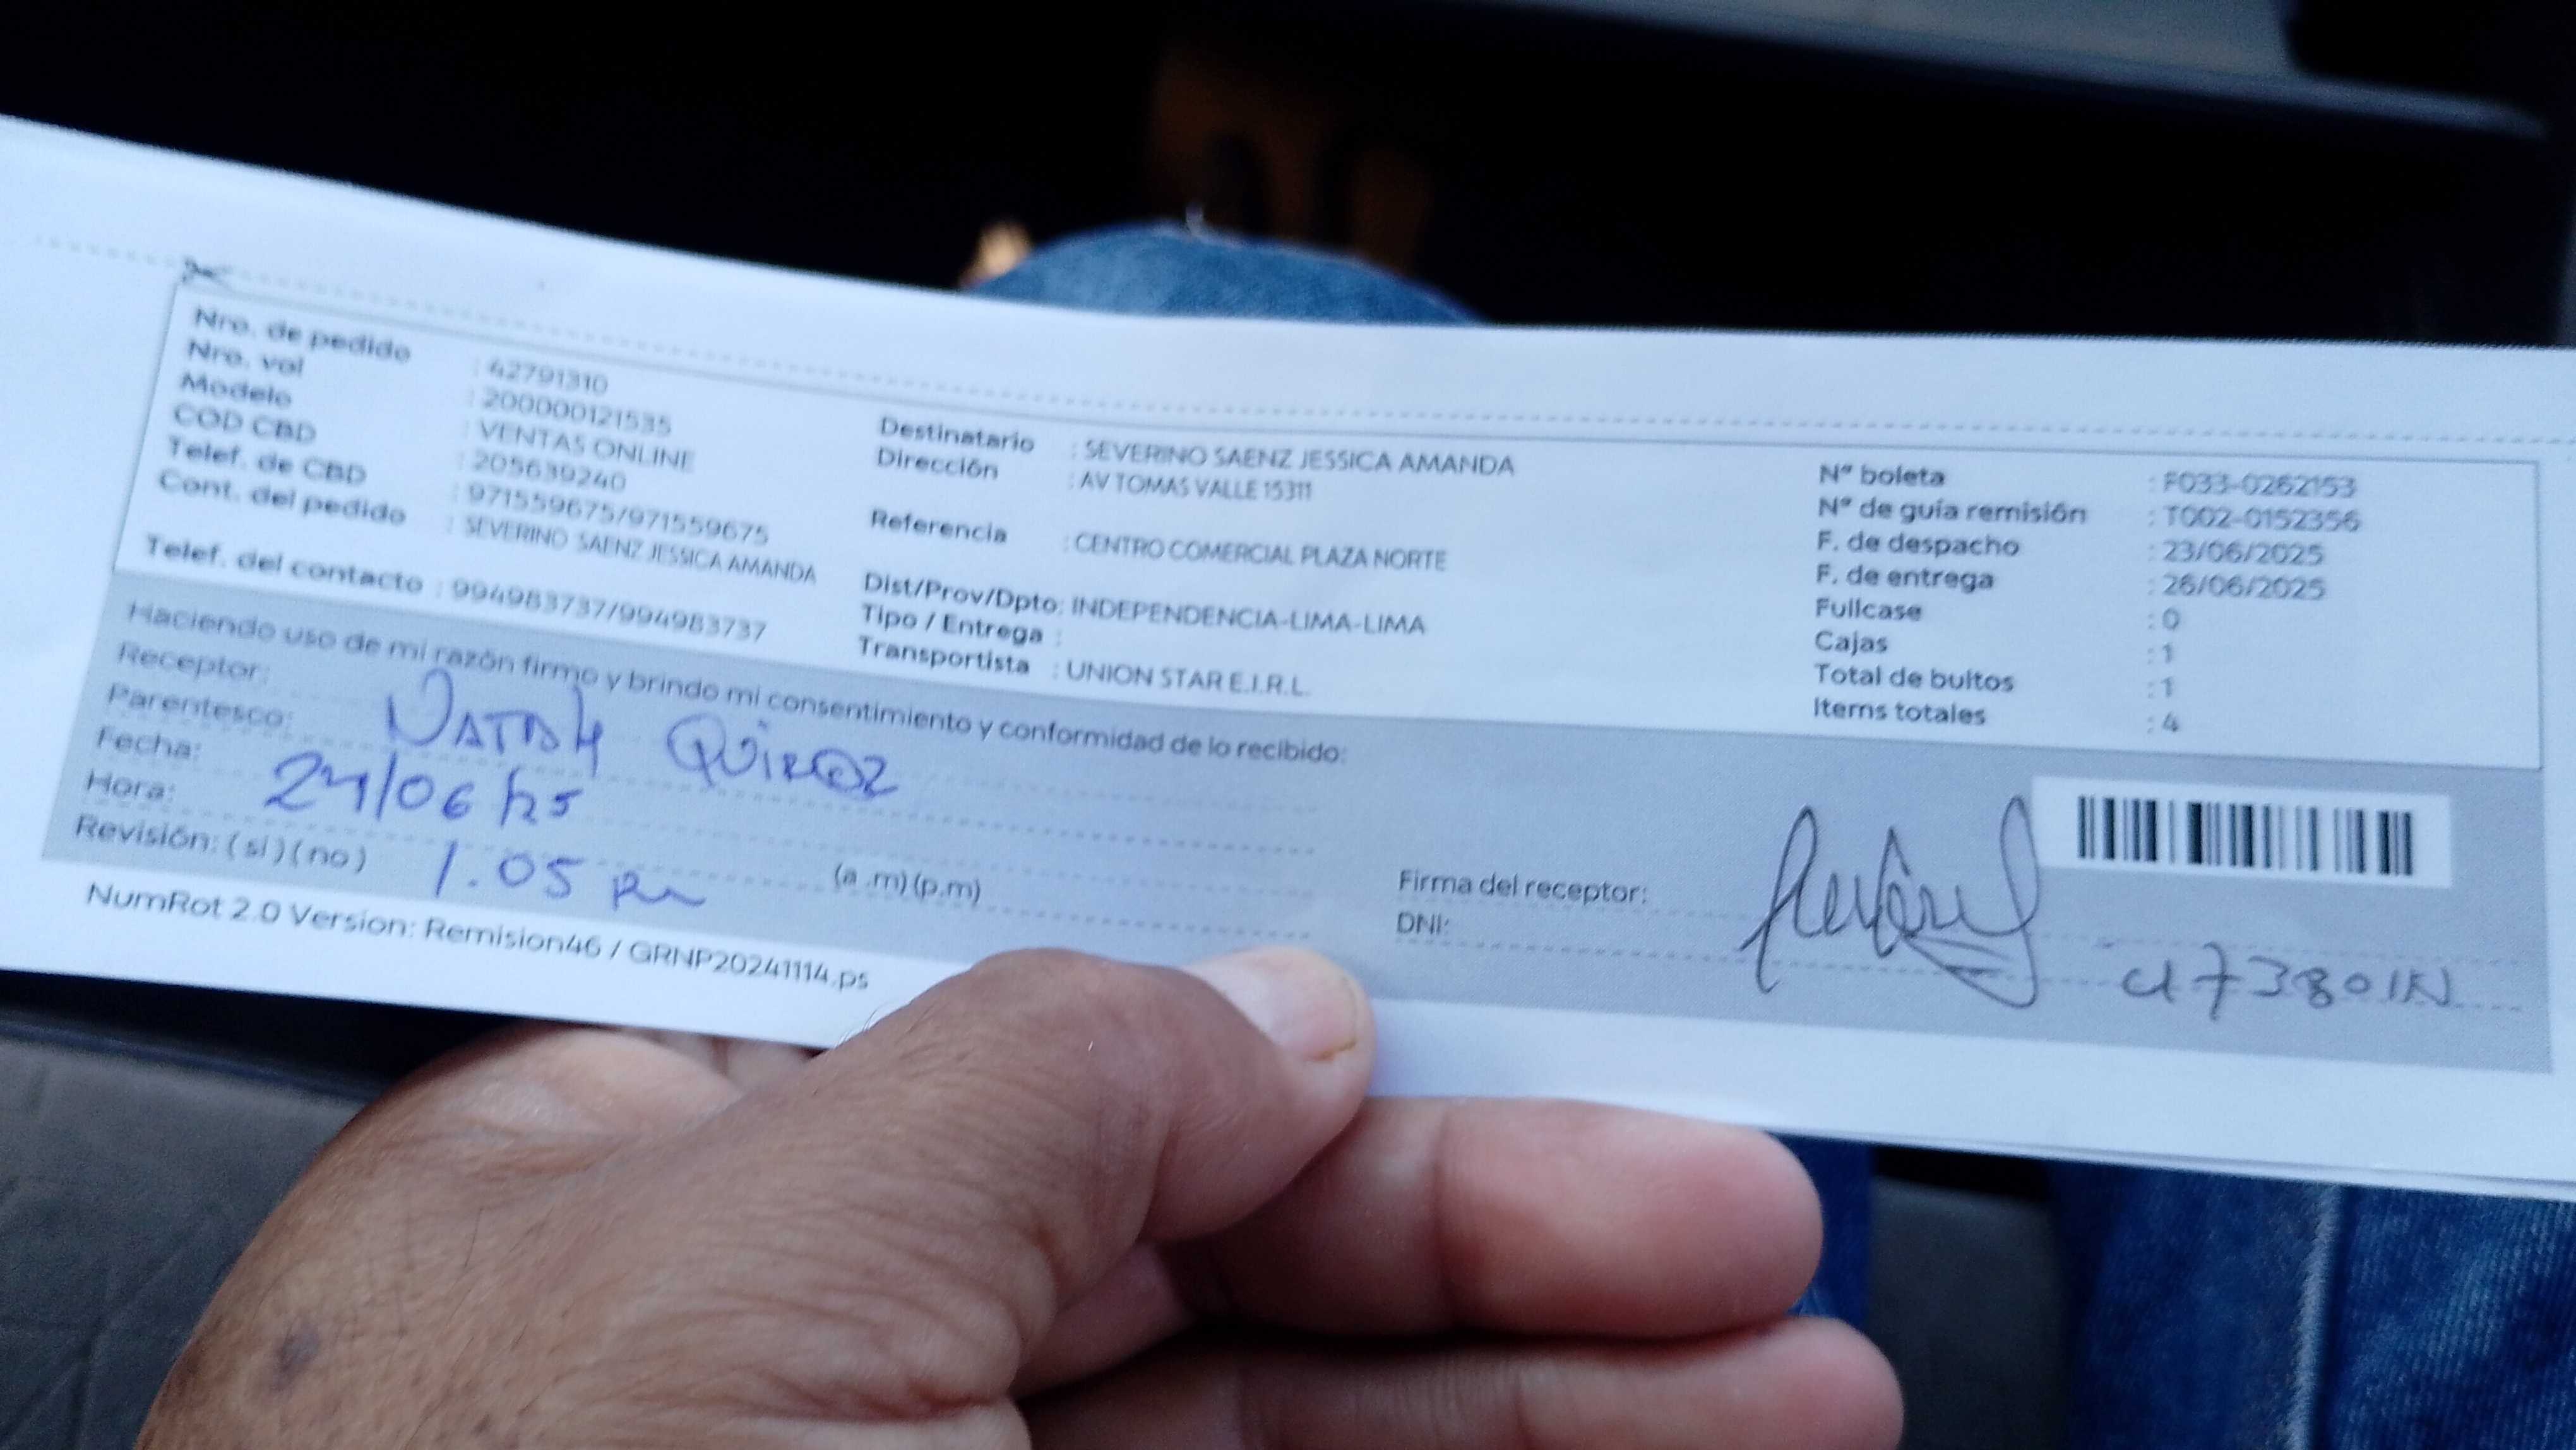 Nro. de pedido : 42791310
Nro. vol : 200000121535
Modelo : VENTAS ONLINE
COD CBD : 205639240
Telef. de CBD : 971559675/971559675
Cont. del pedido : SEVERINO SAENZ JESSICA AMANDA
Telef. del contacto : 994983737/994983737
Destinatario : SEVERINO SAENZ JESSICA AMANDA
Dirección : AV TOMAS VALLE 15311
Referencia : CENTRO COMERCIAL PLAZA NORTE
Dist/Prov/Dpto: INDEPENDENCIA-LIMA-LIMA
Tipo / Entrega :
Transportista : UNION STAR E.I.R.L.
N° boleta : F033-0262153
N° de guía remisión : T002-0152356
F. de despacho : 23/06/2025
F. de entrega : 26/06/2025
Fullcase : 0
Cajas : 1
Total de bultos : 1
Items totales : 4
Haciendo uso de mi razón firmo y brindo mi consentimiento y conformidad de lo recibido:
Receptor: QUIROZ
Parentesco:
Fecha: 24/06/25
Hora: 1.05 pm (a.m) (p.m)
Revisión: ( si ) ( no )
Firma del receptor:
DNI:
NumRot 2.0 Version: Remision46 / GRNP20241114.ps